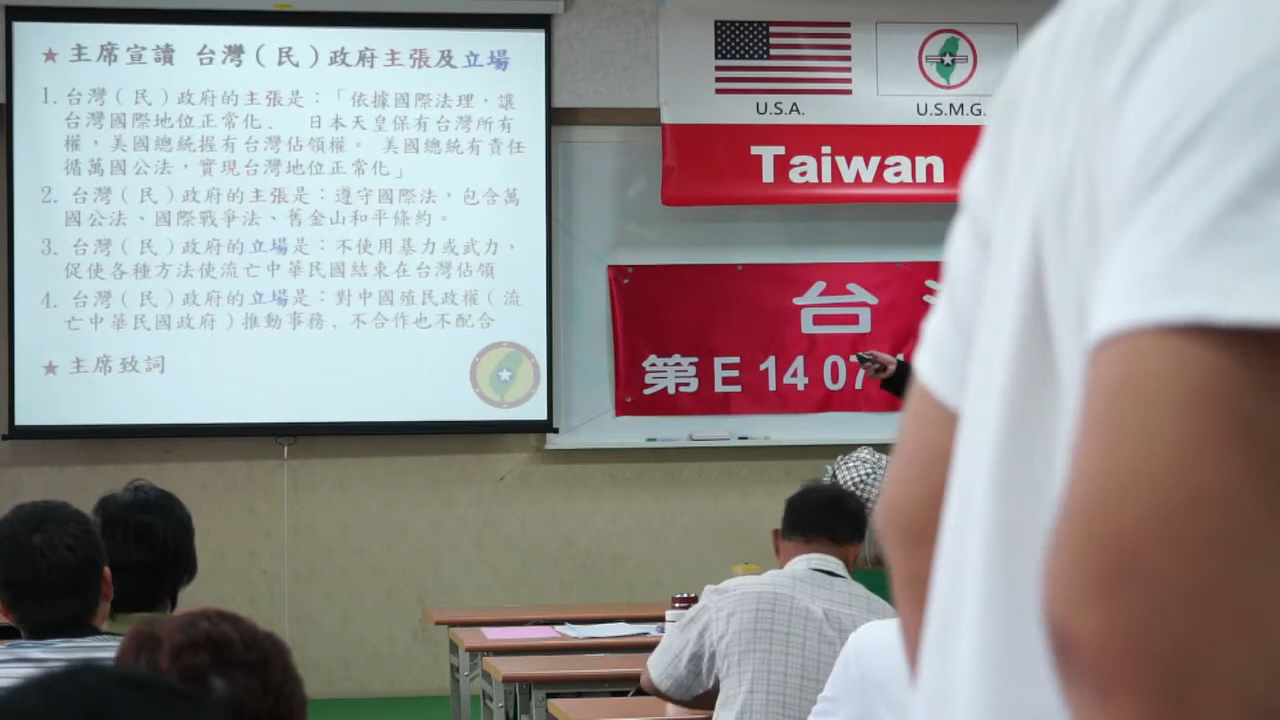 ★ 主席宣讀 台灣(民)政府主張及立場
1. 台灣(民)政府的主張是:「依據國際法理,讓
台灣國際地位正常化、 日本天皇保有台灣所有
權,美國總統握有台灣佔領權。 美國總統有責任
循萬國公法,實現台灣地位正常化」
2. 台灣(民)政府的主張是:遵守國際法,包含萬
國公法、國際戰爭法、舊金山和平條約。
3. 台灣(民)政府的立場是:不使用暴力或武力,
促使各種方法使流亡中華民國結束在台灣佔領
4. 台灣(民)政府的立場是:對中國殖民政權(流
亡中華民國政府)推動事務﹐不合作也不配合
★ 主席致詞
U.S.A.
U.S.M.G.
Taiwan
台
第 E 14 07